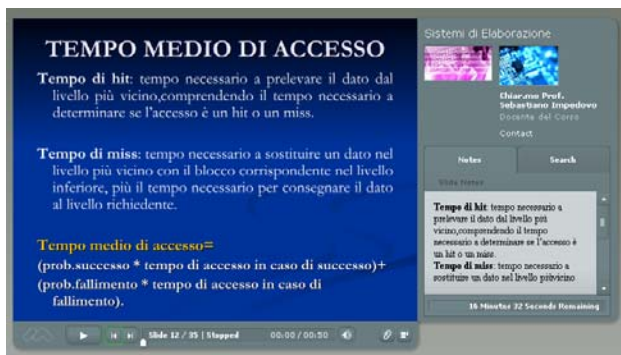 TEMPO MEDIO DI ACCESSO
Tempo di hit: tempo necessario a prelevare il dato dal
livello più vicino,comprendendo il tempo necessario a
determinare se l'accesso è un hit o un miss.
Tempo di miss: tempo necessario a sostituire un dato nel
livello più vicino con il blocco corrispondente nel livello
inferiore, più il tempo necessario per consegnare il dato
al livello richiedente.
Tempo medio di accesso=
(prob.successo * tempo di accesso in caso di successo)+
(prob.fallimento * tempo di accesso in caso di
fallimento).
Slide 12 / 35 | Stopped
00:00 / 00:50
Sistemi di Elaborazione
Chiar.mo Prof.
Sebastiano Impedovo
Docente del Corso
Contact
Notes
Search
Slide Notes
Tempo di hit: tempo
necessario a
prelevare il dato dal
livello più
vicino,comprendendo
il tempo
necessario a determinare se l'accesso è
un hit o un miss.
Tempo di miss: tempo necessario a
sostituire un dato nel livello piùvicino
16 Minutes 32 Seconds Remaining